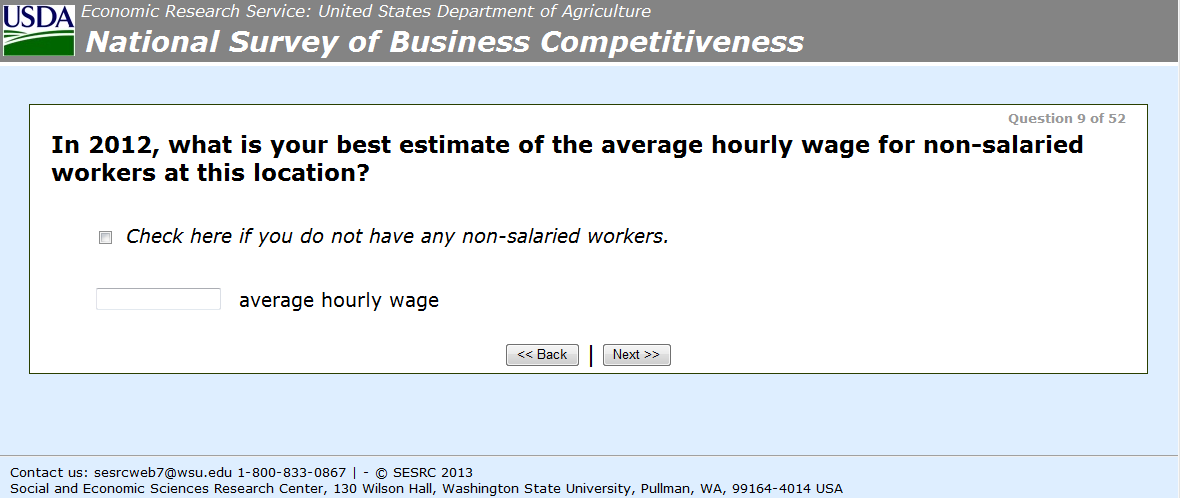 USDA
Economic Research Service: United States Department of Agriculture
National Survey of Business Competitiveness
Question 9 of 52
In 2012, what is your best estimate of the average hourly wage for non-salaried
workers at this location?
Check here if you do not have any non-salaried workers.
average hourly wage
<< Back | Next >>
Contact us: sesrcweb7@wsu.edu 1-800-833-0867 | - © SESRC 2013
Social and Economic Sciences Research Center, 130 Wilson Hall, Washington State University, Pullman, WA, 99164-4014 USA